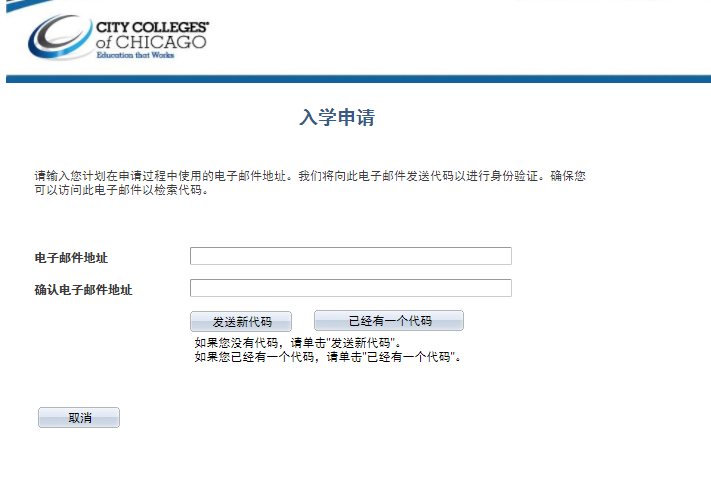 CITY COLLEGES®
of CHICAGO
Education that Works
入学申请
请输入您计划在申请过程中使用的电子邮件地址。我们将向此电子邮件发送代码以进行身份验证。确保您
可以访问此电子邮件以检索代码。
电子邮件地址
确认电子邮件地址
发送新代码 已经有一个代码
如果您没有代码，请单击"发送新代码"。
如果您已经有一个代码，请单击"已经有一个代码"。
取消